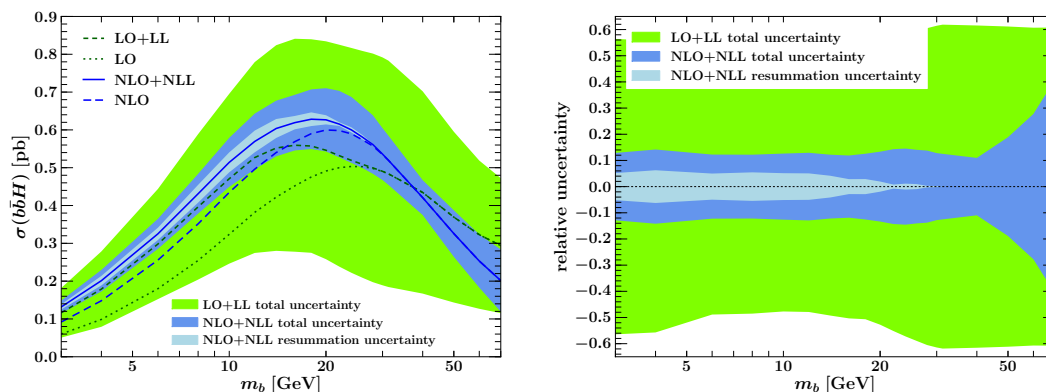 0.9
0.8
0.7
0.6
0.5
0.4
0.3
0.2
0.1
0.0
σ(bb̄H) [pb]
LO+LL
LO
NLO+NLL
NLO
LO+LL total uncertainty
NLO+NLL total uncertainty
NLO+NLL resummation uncertainty
5 10 20 50
m_b [GeV]
0.6
0.5
0.4
0.3
0.2
0.1
0.0
−0.1
−0.2
−0.3
−0.4
−0.5
−0.6
relative uncertainty
LO+LL total uncertainty
NLO+NLL total uncertainty
NLO+NLL resummation uncertainty
5 10 20 50
m_b [GeV]